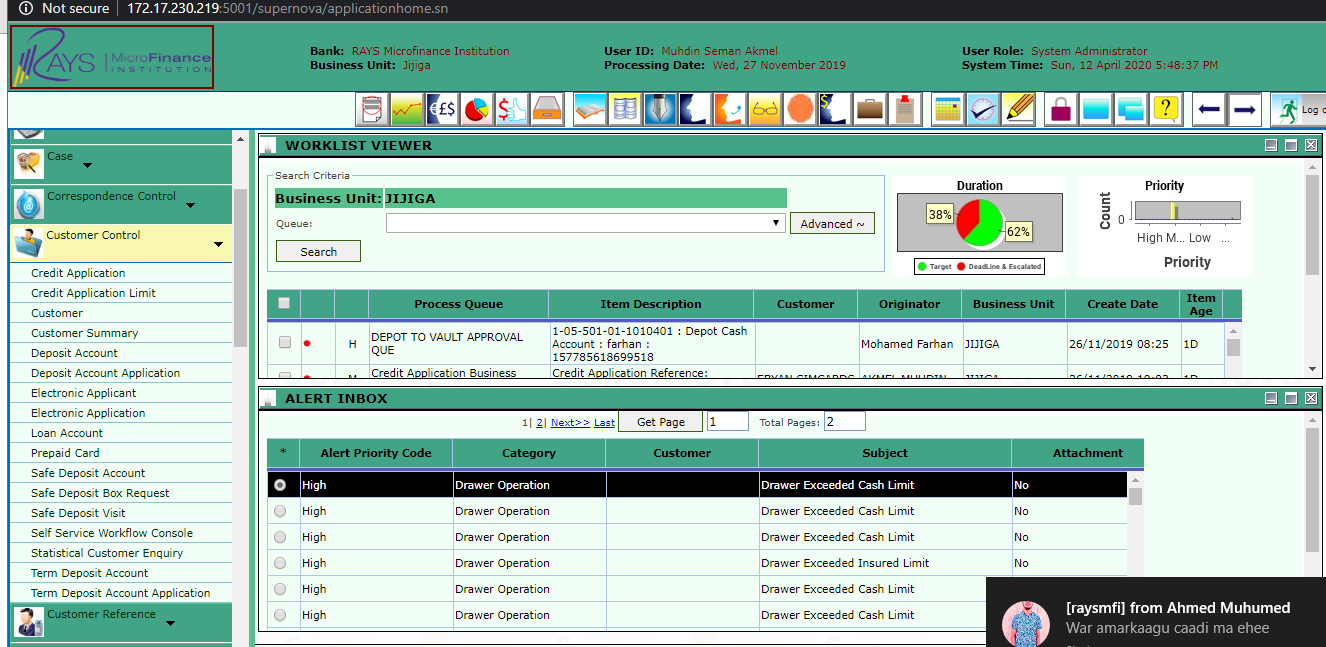 Not secure | 172.17.230.219:5001/supernova/applicationhome.sn
RAYS | MicroFinance
INSTITUTION
Bank: RAYS Microfinance Institution
Business Unit: Jijiga
User ID: Muhdin Seman Akmel
Processing Date: Wed, 27 November 2019
User Role: System Administrator
System Time: Sun, 12 April 2020 5:48:37 PM
Log
Case
Correspondence Control
Customer Control
Credit Application
Credit Application Limit
Customer
Customer Summary
Deposit Account
Deposit Account Application
Electronic Applicant
Electronic Application
Loan Account
Prepaid Card
Safe Deposit Account
Safe Deposit Box Request
Safe Deposit Visit
Self Service Workflow Console
Statistical Customer Enquiry
Term Deposit Account
Term Deposit Account Application
Customer Reference
WORKLIST VIEWER
Search Criteria
Business Unit: JIJIGA
Queue:
Advanced ~
Search
Duration
38%
62%
Target DeadLine & Escalated
Priority
Count
0
High M... Low ...
Priority
Process Queue Item Description Customer Originator Business Unit Create Date Item Age
H DEPOT TO VAULT APPROVAL QUE 1-05-501-01-1010401 : Depot Cash Account : farhan : 157785618699518 Mohamed Farhan JIJIGA 26/11/2019 08:25 1D
Credit Application Business Credit Application Reference:
ALERT INBOX
1| 2| Next>> Last Get Page 1 Total Pages: 2
* Alert Priority Code Category Customer Subject Attachment
High Drawer Operation Drawer Exceeded Cash Limit No
High Drawer Operation Drawer Exceeded Cash Limit No
High Drawer Operation Drawer Exceeded Cash Limit No
High Drawer Operation Drawer Exceeded Insured Limit No
High Drawer Operation Drawer Exceeded Cash Limit
High Drawer Operation Drawer Exceeded Cash Limit
[raysmfi] from Ahmed Muhumed
War amarkaagu caadi ma ehee